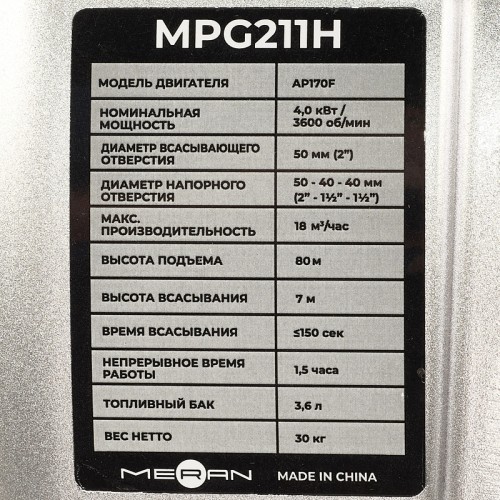 MPG211H
МОДЕЛЬ ДВИГАТЕЛЯ AP170F
НОМИНАЛЬНАЯ МОЩНОСТЬ 4,0 кВт / 3600 об/мин
ДИАМЕТР ВСАСЫВАЮЩЕГО ОТВЕРСТИЯ 50 мм (2")
ДИАМЕТР НАПОРНОГО ОТВЕРСТИЯ 50 - 40 - 40 мм (2" - 1½" - 1½")
МАКС. ПРОИЗВОДИТЕЛЬНОСТЬ 18 м³/час
ВЫСОТА ПОДЪЕМА 80 м
ВЫСОТА ВСАСЫВАНИЯ 7 м
ВРЕМЯ ВСАСЫВАНИЯ ≤150 сек
НЕПРЕРЫВНОЕ ВРЕМЯ РАБОТЫ 1,5 часа
ТОПЛИВНЫЙ БАК 3,6 л
ВЕС НЕТТО 30 кг
MERAN MADE IN CHINA